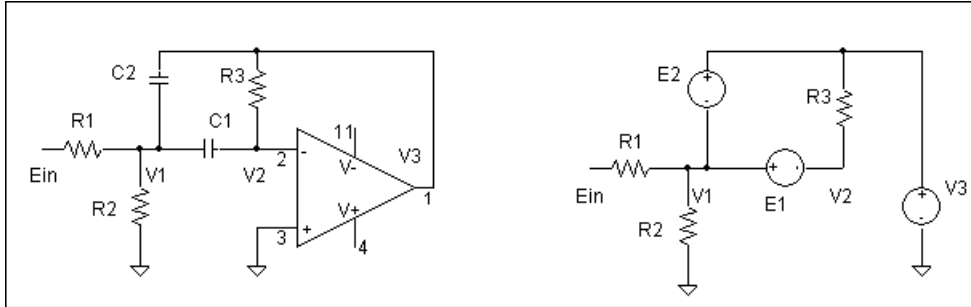 C2
R3
R1
C1
11
2
-
V-
V3
Ein
V1
V2
R2
V+
1
3
+
4
E2
+
-
R3
R1
+
-
V3
+
-
Ein
V1
E1
V2
R2